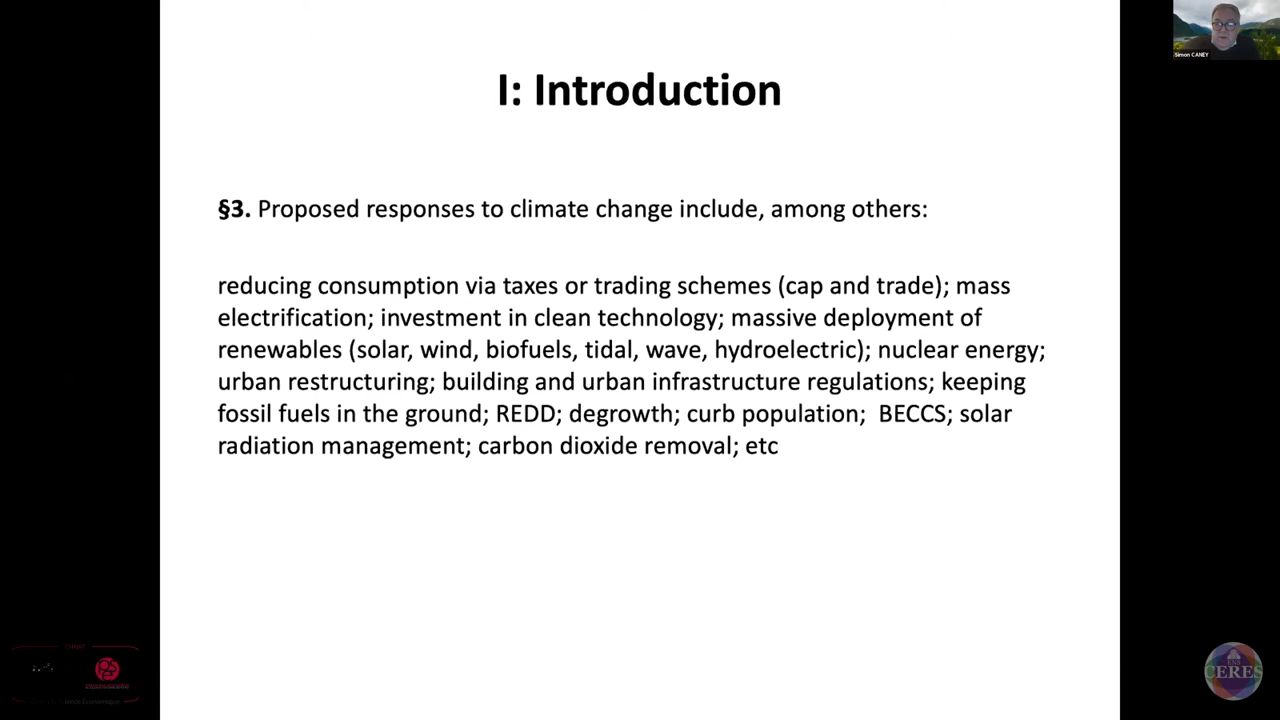 Simon CANEY
I: Introduction
§3. Proposed responses to climate change include, among others:
reducing consumption via taxes or trading schemes (cap and trade); mass
electrification; investment in clean technology; massive deployment of
renewables (solar, wind, biofuels, tidal, wave, hydroelectric); nuclear energy;
urban restructuring; building and urban infrastructure regulations; keeping
fossil fuels in the ground; REDD; degrowth; curb population;  BECCS; solar
radiation management; carbon dioxide removal; etc
ENS
CERES